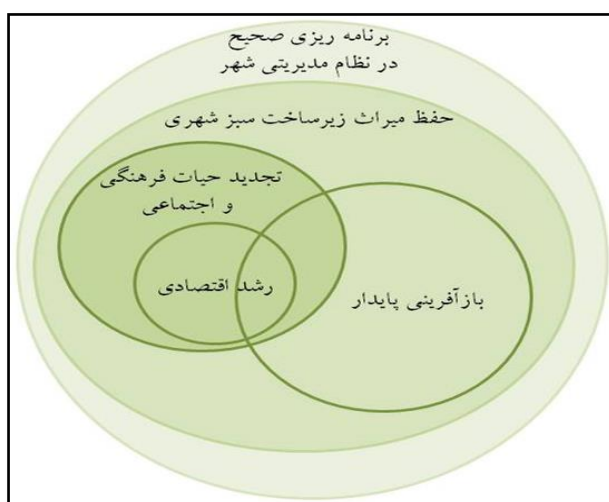 برنامه ریزی صحیح
در نظام مدیریتی شهر
حفظ میراث زیرساخت سبز شهری
تجدید حیات فرهنگی
و اجتماعی
رشد اقتصادی
بازآفرینی پایدار